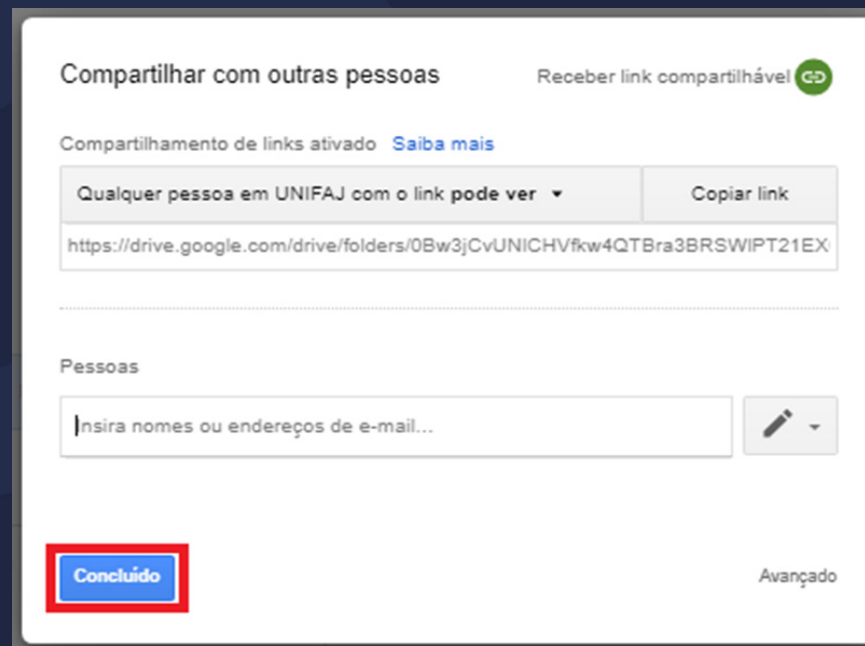 Compartilhar com outras pessoas
Receber link compartilhável
Compartilhamento de links ativado Saiba mais
Qualquer pessoa em UNIFAJ com o link pode ver
Copiar link
https://drive.google.com/drive/folders/0Bw3jCvUNlCHVfkw4QTBra3BRSWlPT21EX
Pessoas
Insira nomes ou endereços de e-mail...
Concluído
Avançado